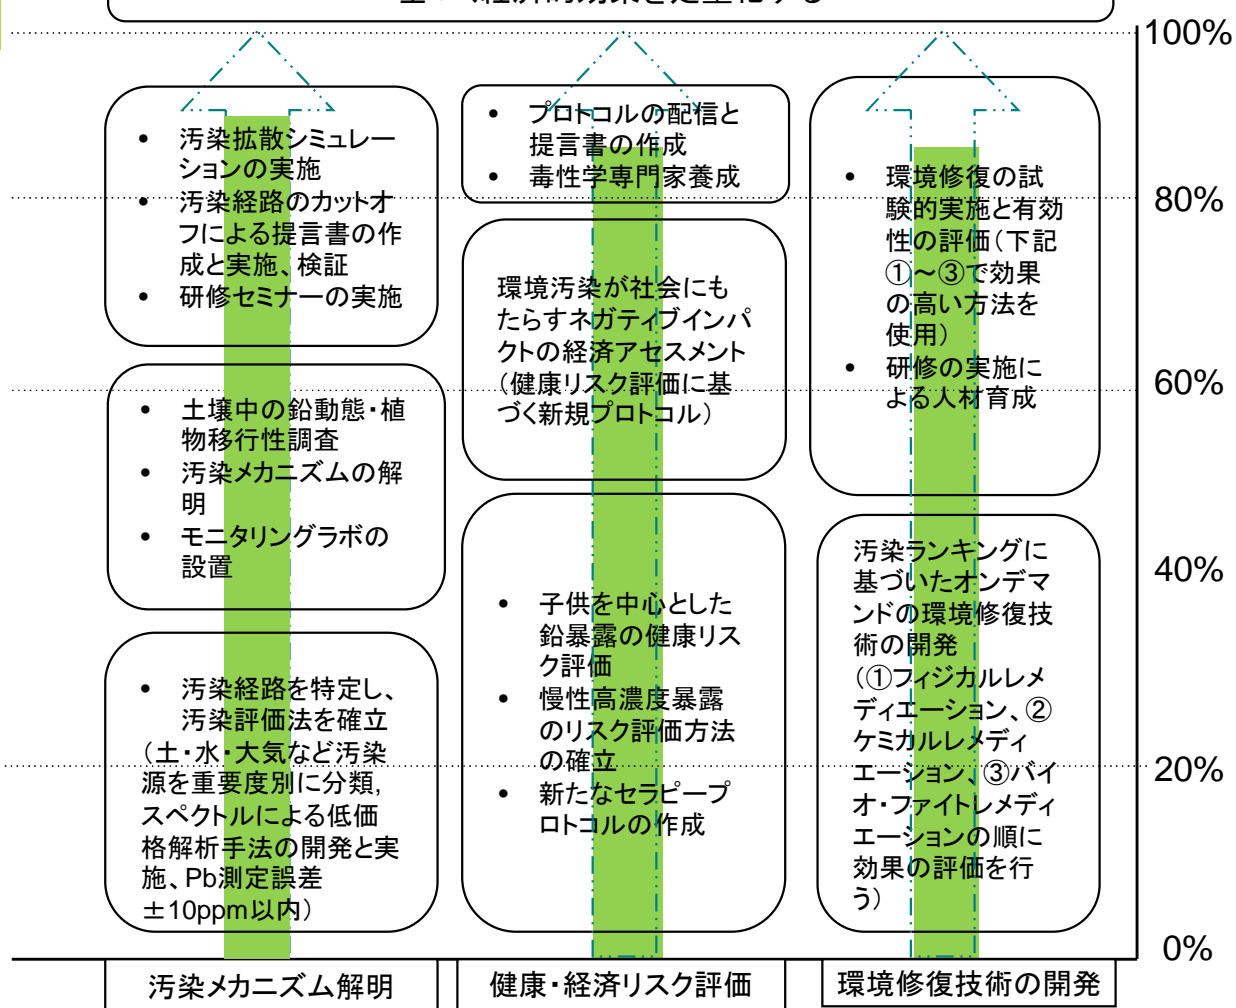 100%
• 汚染拡散シミュレー
ションの実施
• 汚染経路のカットオ
フによる提言書の作
成と実施、検証
• 研修セミナーの実施
• プロトコルの配信と
提言書の作成
• 毒性学専門家養成
• 環境修復の試
験的実施と有効
性の評価（下記
①～③で効果
の高い方法を
使用）
• 研修の実施に
よる人材育成
80%
環境汚染が社会にも
たらすネガティブインパ
クトの経済アセスメント
（健康リスク評価に基
づく新規プロトコル）
60%
• 土壌中の鉛動態・植
物移行性調査
• 汚染メカニズムの解
明
• モニタリングラボの
設置
40%
• 子供を中心とした
鉛暴露の健康リス
ク評価
• 慢性高濃度暴露
のリスク評価方法
の確立
• 新たなセラピープ
ロトコルの作成
汚染ランキングに
基づいたオンデマ
ンドの環境修復技
術の開発
（①フィジカルレメ
ディエーション、②
ケミカルレメディ
エーション、③バイ
オ・ファイトレメディ
エーションの順に
効果の評価を行
う）
• 汚染経路を特定し、
汚染評価法を確立
（土・水・大気など汚染
源を重要度別に分類,
スペクトルによる低価
格解析手法の開発と実
施、Pb測定誤差
±10ppm以内）
20%
0%
汚染メカニズム解明
健康・経済リスク評価
環境修復技術の開発